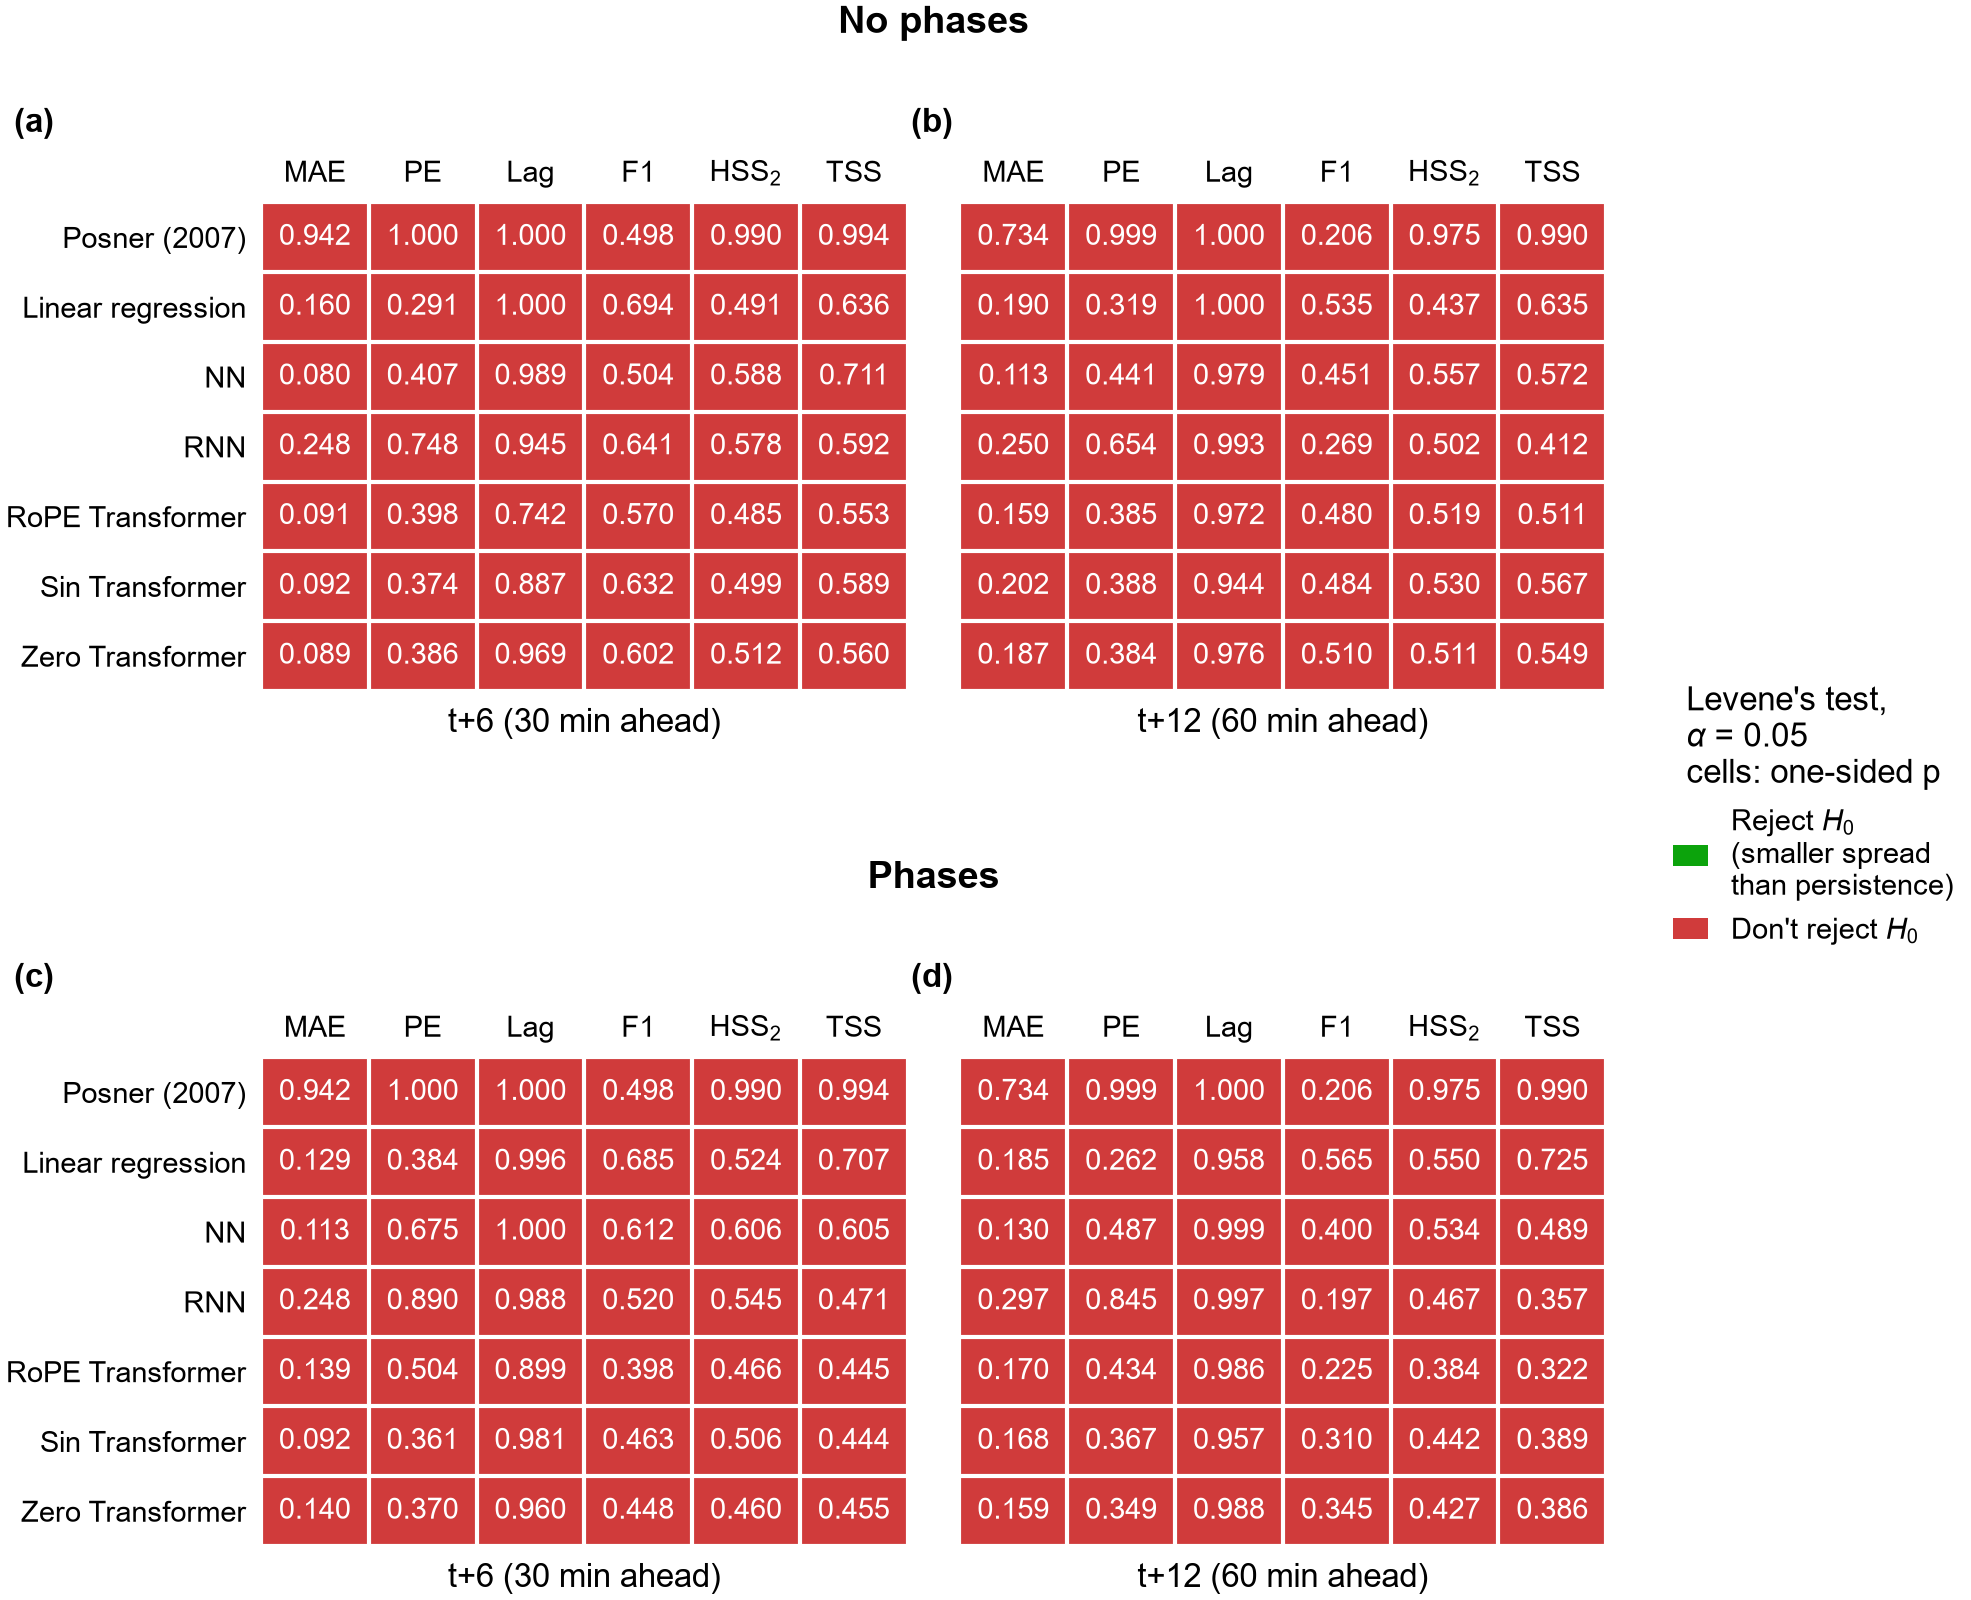 No phases
(a)
MAE PE Lag F1 HSS₂ TSS
Posner (2007) 0.942 1.000 1.000 0.498 0.990 0.994
Linear regression 0.160 0.291 1.000 0.694 0.491 0.636
NN 0.080 0.407 0.989 0.504 0.588 0.711
RNN 0.248 0.748 0.945 0.641 0.578 0.592
RoPE Transformer 0.091 0.398 0.742 0.570 0.485 0.553
Sin Transformer 0.092 0.374 0.887 0.632 0.499 0.589
Zero Transformer 0.089 0.386 0.969 0.602 0.512 0.560
t+6 (30 min ahead)
(b)
MAE PE Lag F1 HSS₂ TSS
0.734 0.999 1.000 0.206 0.975 0.990
0.190 0.319 1.000 0.535 0.437 0.635
0.113 0.441 0.979 0.451 0.557 0.572
0.250 0.654 0.993 0.269 0.502 0.412
0.159 0.385 0.972 0.480 0.519 0.511
0.202 0.388 0.944 0.484 0.530 0.567
0.187 0.384 0.976 0.510 0.511 0.549
t+12 (60 min ahead)
Levene's test,
α = 0.05
cells: one-sided p
Reject H₀
(smaller spread
than persistence)
Don't reject H₀
Phases
(c)
MAE PE Lag F1 HSS₂ TSS
Posner (2007) 0.942 1.000 1.000 0.498 0.990 0.994
Linear regression 0.129 0.384 0.996 0.685 0.524 0.707
NN 0.113 0.675 1.000 0.612 0.606 0.605
RNN 0.248 0.890 0.988 0.520 0.545 0.471
RoPE Transformer 0.139 0.504 0.899 0.398 0.466 0.445
Sin Transformer 0.092 0.361 0.981 0.463 0.506 0.444
Zero Transformer 0.140 0.370 0.960 0.448 0.460 0.455
t+6 (30 min ahead)
(d)
MAE PE Lag F1 HSS₂ TSS
0.734 0.999 1.000 0.206 0.975 0.990
0.185 0.262 0.958 0.565 0.550 0.725
0.130 0.487 0.999 0.400 0.534 0.489
0.297 0.845 0.997 0.197 0.467 0.357
0.170 0.434 0.986 0.225 0.384 0.322
0.168 0.367 0.957 0.310 0.442 0.389
0.159 0.349 0.988 0.345 0.427 0.386
t+12 (60 min ahead)